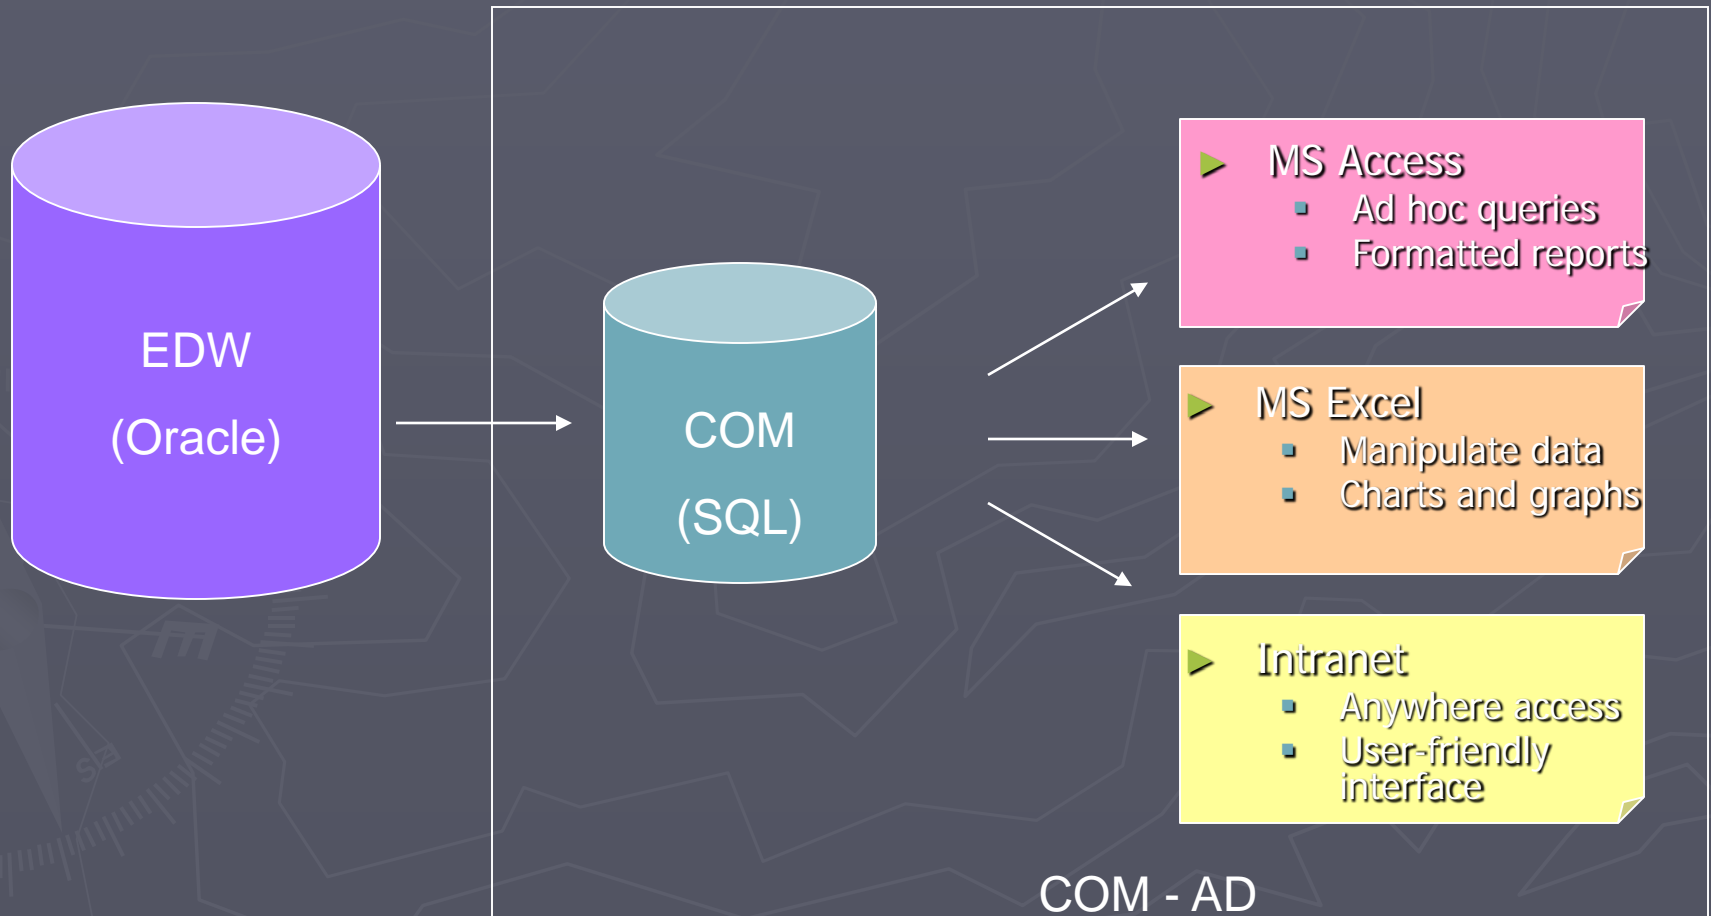 EDW
(Oracle)
COM
(SQL)
MS Access
Ad hoc queries
Formatted reports
MS Excel
Manipulate data
Charts and graphs
Intranet
Anywhere access
User-friendly
interface
COM - AD
E